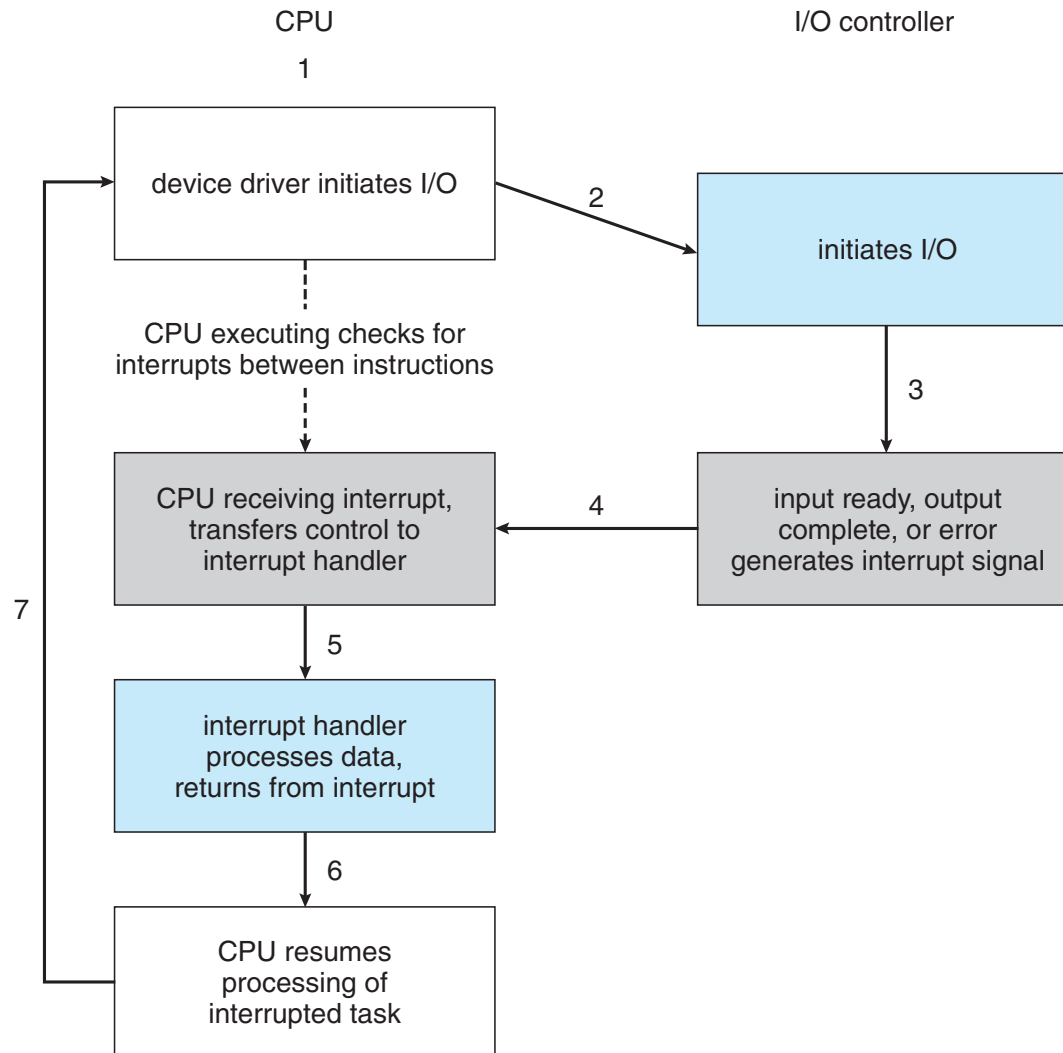 CPU
I/O controller
1
device driver initiates I/O
2
initiates I/O
CPU executing checks for
interrupts between instructions
3
CPU receiving interrupt,
transfers control to
interrupt handler
4
input ready, output
complete, or error
generates interrupt signal
7
5
interrupt handler
processes data,
returns from interrupt
6
CPU resumes
processing of
interrupted task